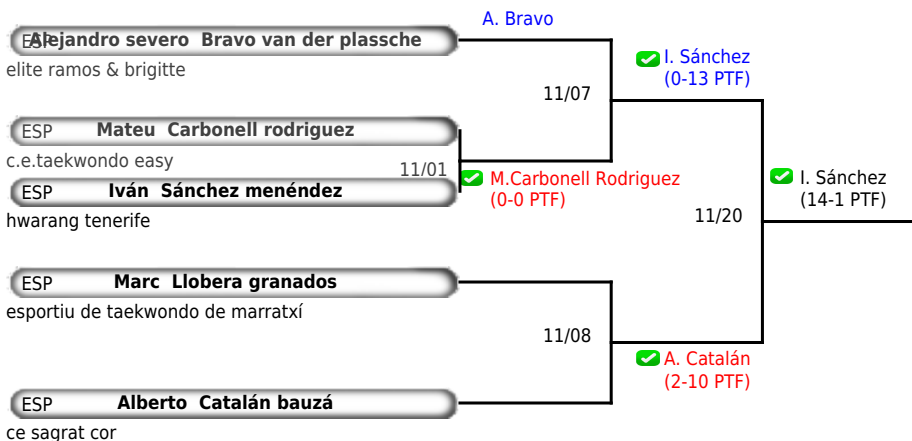 A. Bravo
ESP Alejandro severo Bravo van der plassche
elite ramos & brigitte
I. Sánchez
(0-13 PTF)
11/07
ESP Mateu Carbonell rodriguez
c.e.taekwondo easy
11/01
M.Carbonell Rodriguez
(0-0 PTF)
I. Sánchez
(14-1 PTF)
ESP Iván Sánchez menéndez
hwarang tenerife
11/20
ESP Marc Llobera granados
esportiu de taekwondo de marratxí
11/08
A. Catalán
(2-10 PTF)
ESP Alberto Catalán bauzá
ce sagrat cor